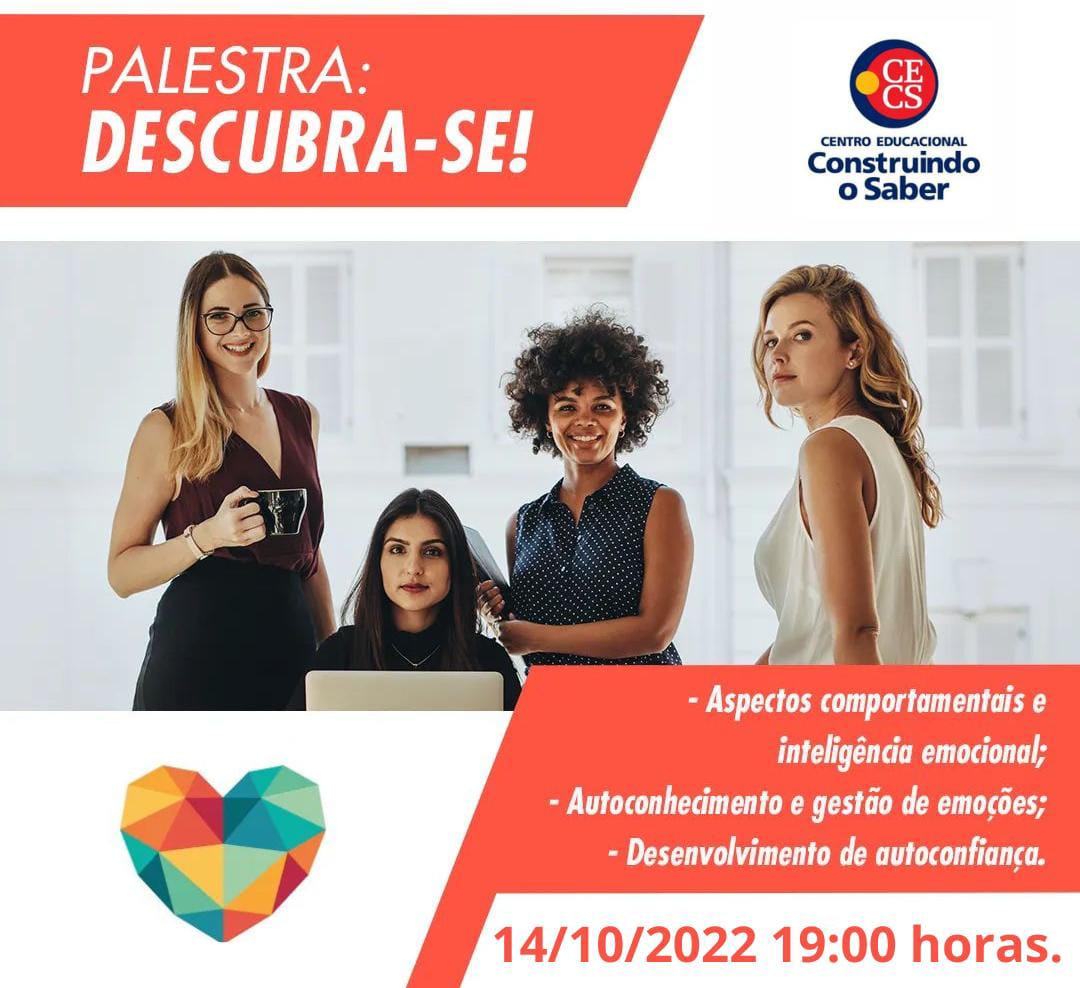 PALESTRA:
DESCUBRA-SE!
CE
CS
CENTRO EDUCACIONAL
Construindo
o Saber
- Aspectos comportamentais e
inteligência emocional;
- Autoconhecimento e gestão de emoções;
- Desenvolvimento de autoconfiança.
14/10/2022 19:00 horas.